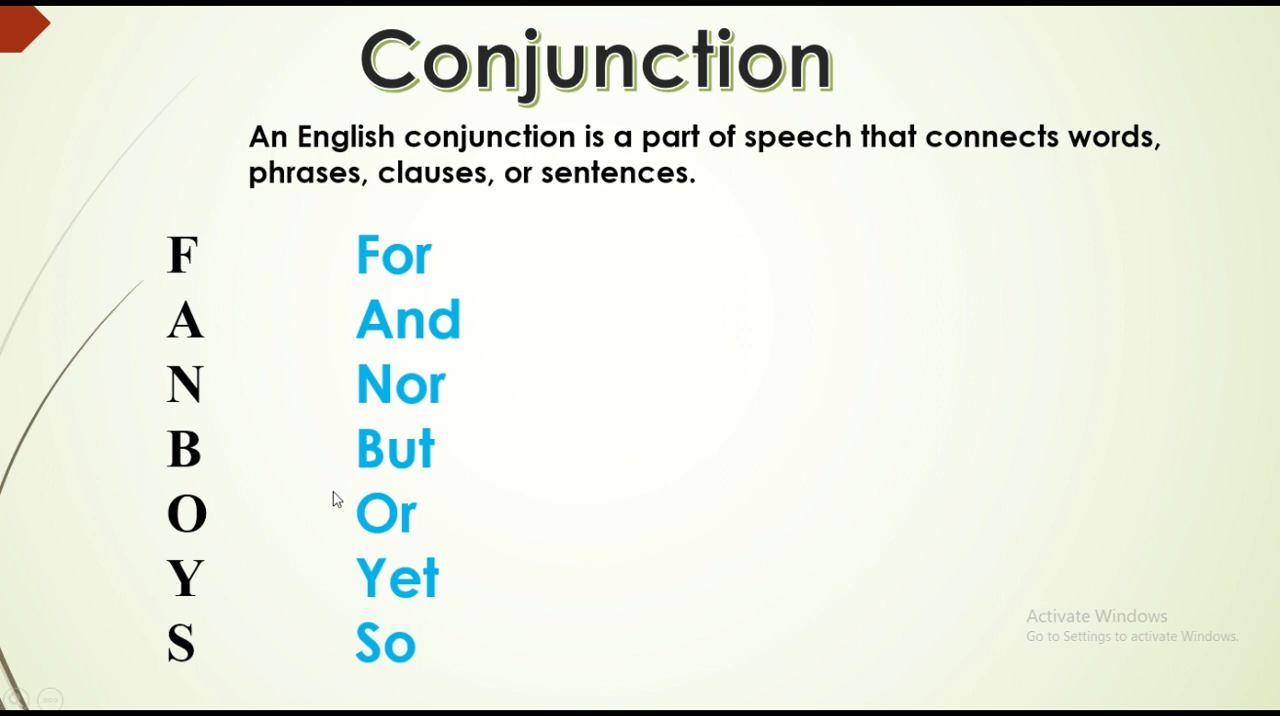 Conjunction
An English conjunction is a part of speech that connects words,
phrases, clauses, or sentences.
F For
A And
N Nor
B But
O Or
Y Yet
S So
Activate Windows
Go to Settings to activate Windows.